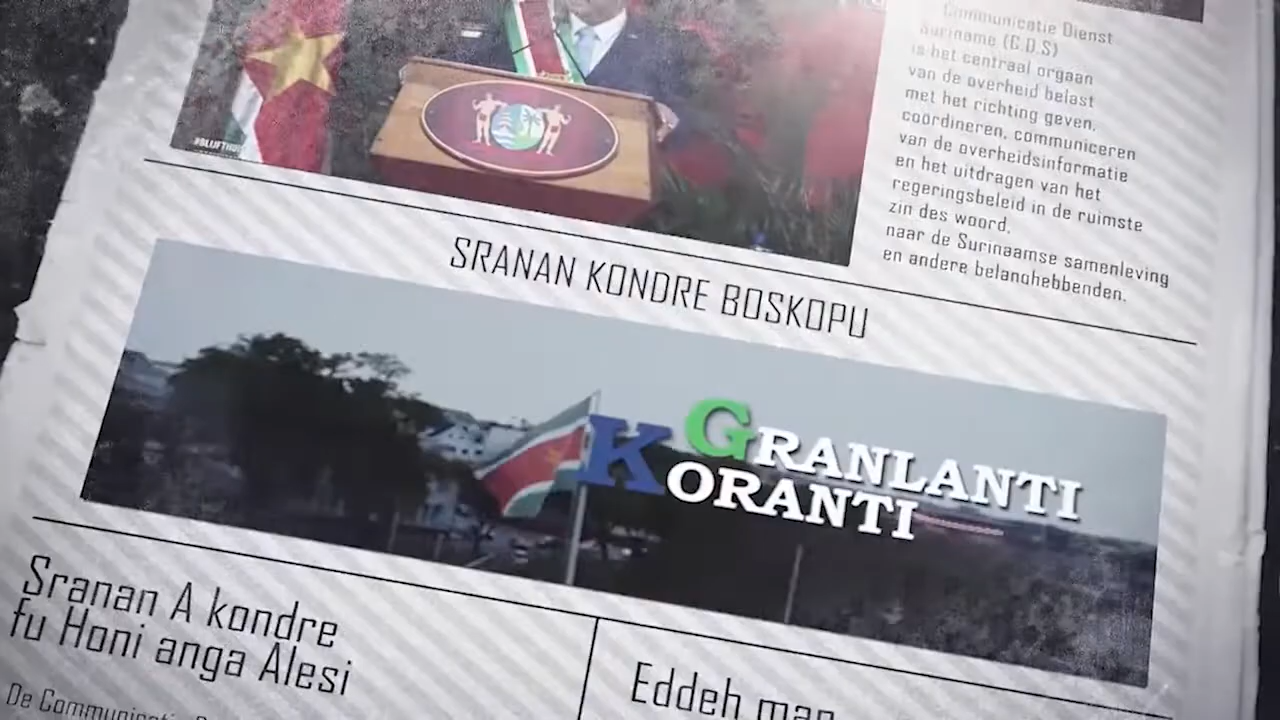 Communicatie Dienst
Suriname (C.D.S)
is het centraal orgaan
van de overheid belast
met het richting geven,
coördineren, communiceren
van de overheidsinformatie
en het uitdragen van het
regeringsbeleid in de ruimste
zin des woord,
naar de Surinaamse samenleving
en andere belanghebbenden.
SRANAN KONDRE BOSKOPU
GRANLANTI
KORANTI
Sranan A kondre
fu Honi anga Alesi
Eddeh man
De